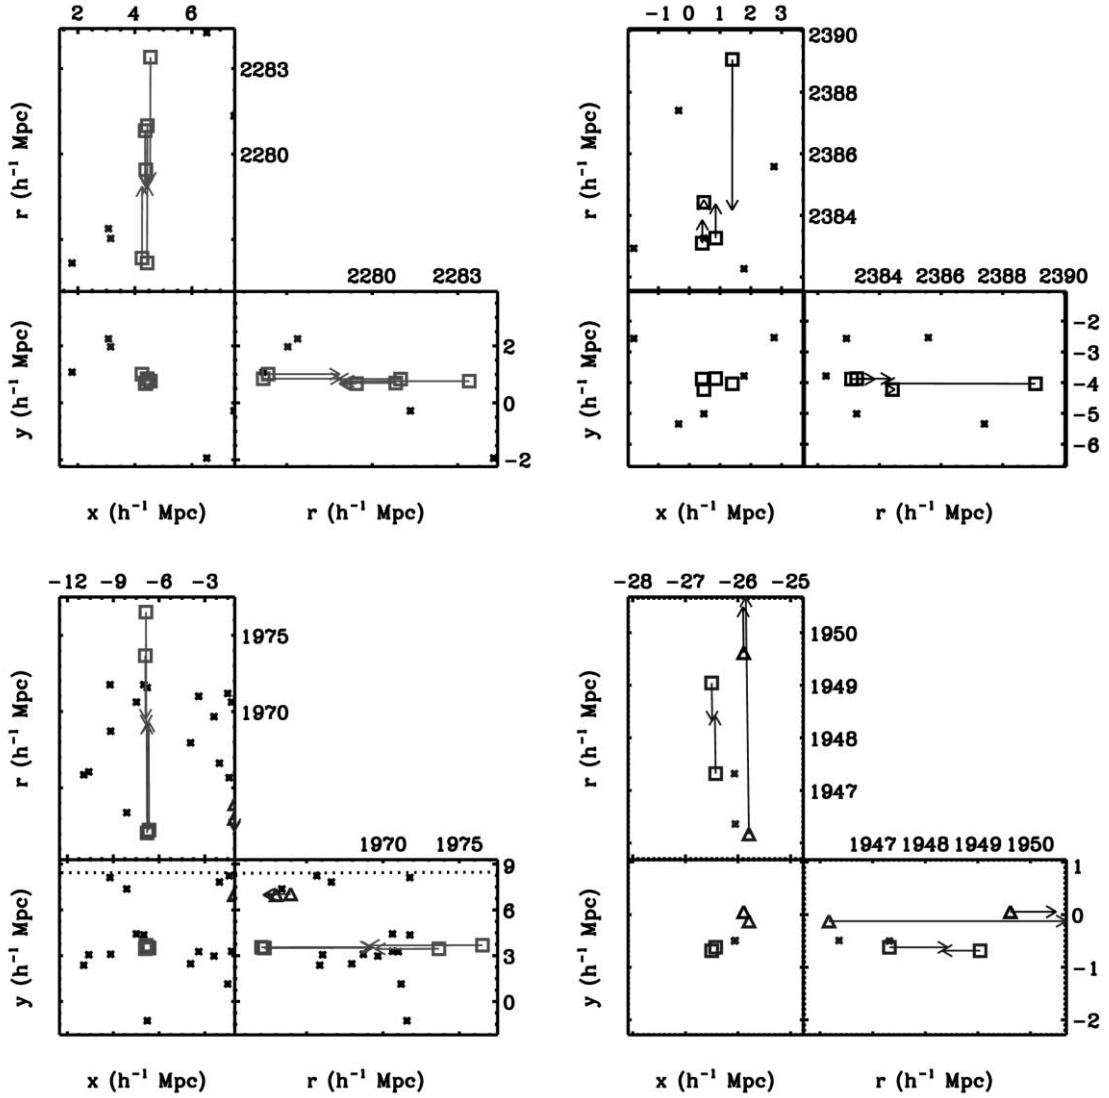 2 4 6
r (h⁻¹ Mpc)
2283
2280
2280 2283
y (h⁻¹ Mpc)
2
0
-2
x (h⁻¹ Mpc) r (h⁻¹ Mpc)
-1 0 1 2 3
r (h⁻¹ Mpc)
2390
2388
2386
2384
2384 2386 2388 2390
y (h⁻¹ Mpc)
-2
-3
-4
-5
-6
x (h⁻¹ Mpc) r (h⁻¹ Mpc)
-12 -9 -6 -3
r (h⁻¹ Mpc)
1975
1970
1970 1975
y (h⁻¹ Mpc)
9
6
3
0
x (h⁻¹ Mpc) r (h⁻¹ Mpc)
-28 -27 -26 -25
r (h⁻¹ Mpc)
1950
1949
1948
1947
1947 1948 1949 1950
y (h⁻¹ Mpc)
1
0
-1
-2
x (h⁻¹ Mpc) r (h⁻¹ Mpc)